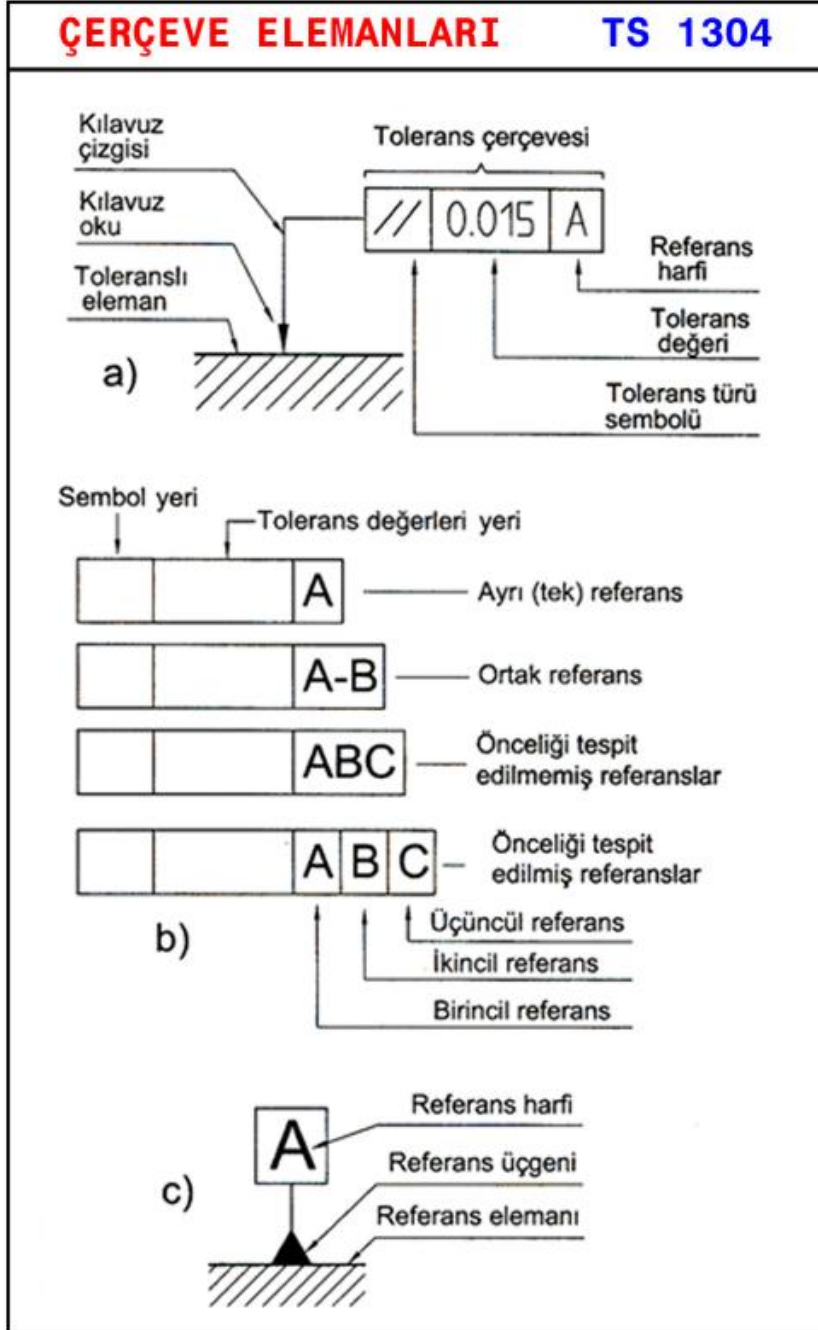 ÇERÇEVE ELEMANLARI TS 1304
Kılavuz
çizgisi
Tolerans çerçevesi
Kılavuz
oku
// 0.015 A
Toleranslı
eleman
Referans
harfi
Tolerans
değeri
a)
Tolerans türü
sembolü
Sembol yeri
Tolerans değerleri yeri
A
Ayrı (tek) referans
A-B
Ortak referans
ABC
Önceliği tespit
edilmemiş referanslar
A B C
Önceliği tespit
edilmiş referanslar
b)
Üçüncül referans
İkincil referans
Birincil referans
Referans harfi
A
Referans üçgeni
c)
Referans elemanı